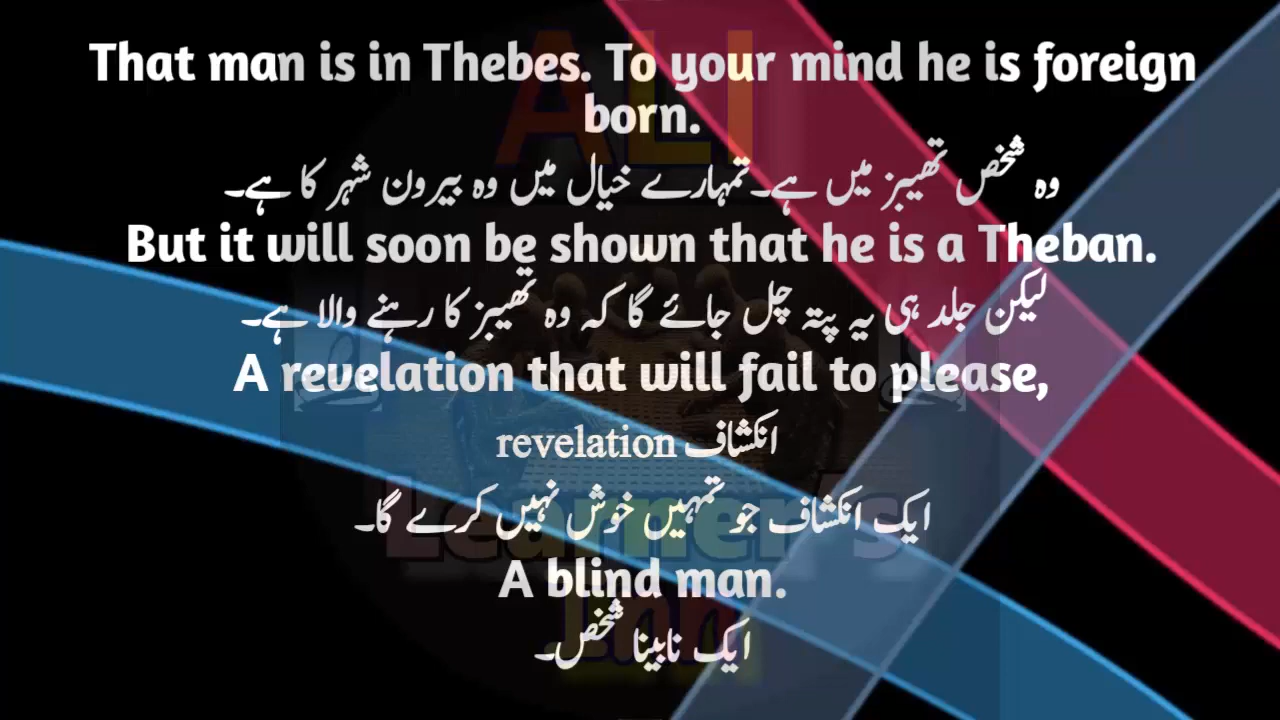 ALI
That man is in Thebes. To your mind he is foreign
born.
وہ شخص تھیبز میں ہے۔تمہارے خیال میں وہ بیرون شہر کا ہے۔
But it will soon be shown that he is a Theban.
لیکن جلد ہی یہ پتہ چل جائے گا کہ وہ تھیبز کا رہنے والا ہے۔
A revelation that will fail to please,
revelation انکشاف
ایک انکشاف جو تمہیں خوش نہیں کرے گا۔
Learner's
A blind man.
Inn
ایک نابینا شخص۔